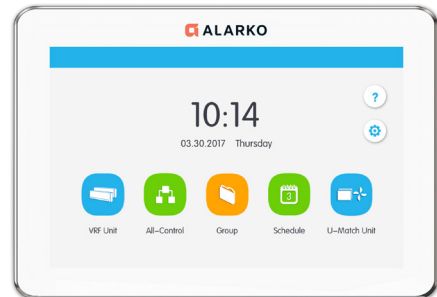 ALARKO
?
10:14
03.30.2017 Thursday
3
VRF Unit
All-Control
Group
Schedule
U-Match Unit